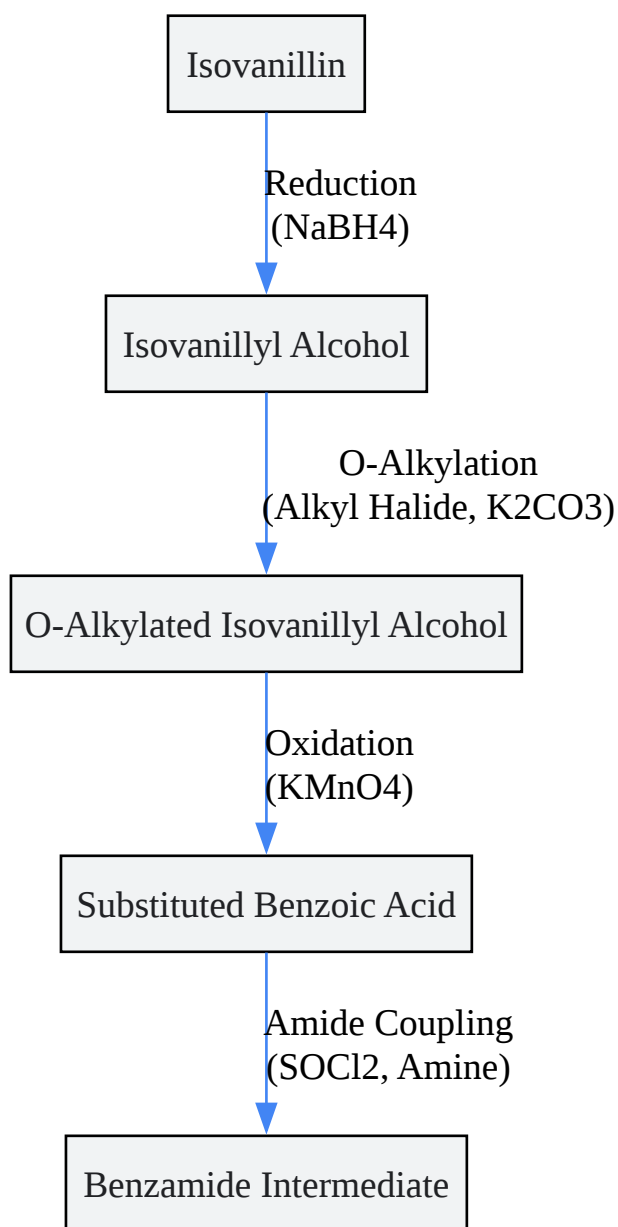 Isovanillin
Reduction
(NaBH4)
Isovanillyl Alcohol
O-Alkylation
(Alkyl Halide, K2CO3)
O-Alkylated Isovanillyl Alcohol
Oxidation
(KMnO4)
Substituted Benzoic Acid
Amide Coupling
(SOCl2, Amine)
Benzamide Intermediate